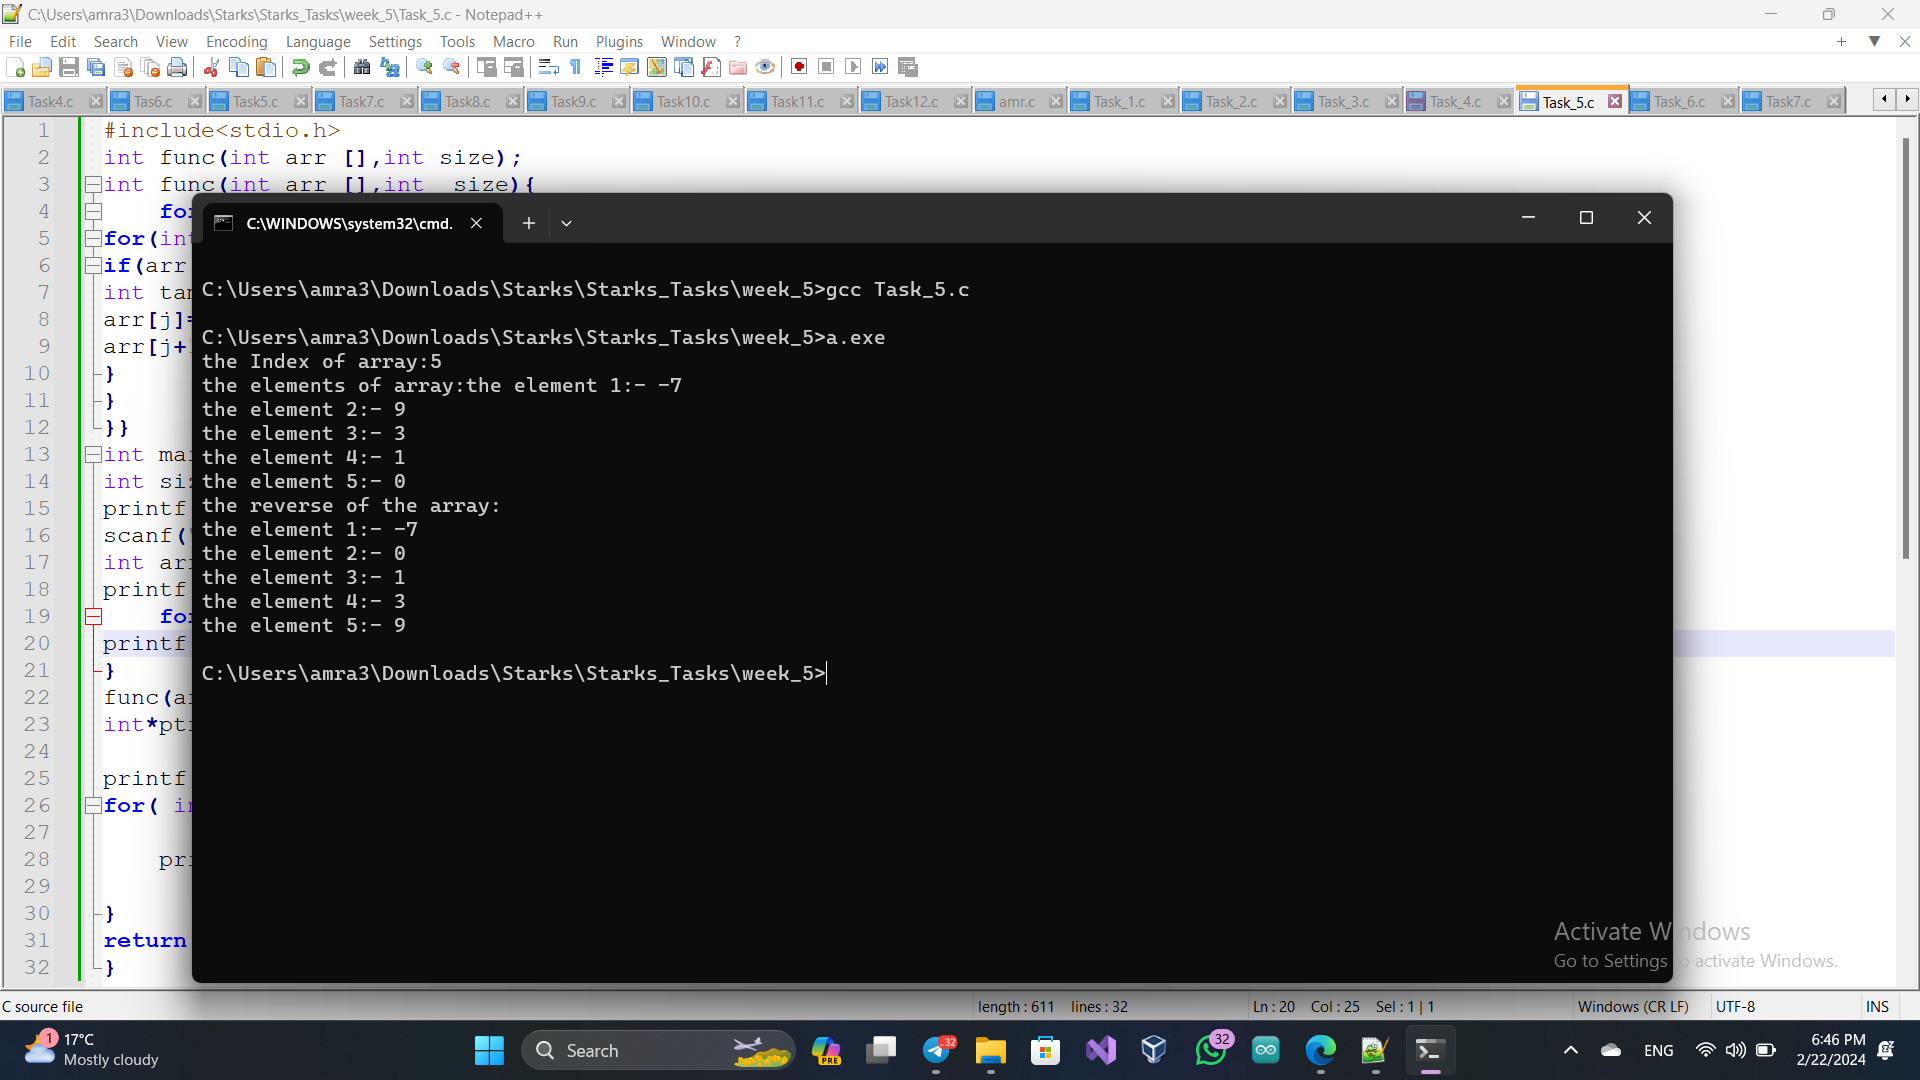 C:\Users\amra3\Downloads\Starks\Starks_Tasks\week_5\Task_5.c - Notepad++
File Edit Search View Encoding Language Settings Tools Macro Run Plugins Window ?
Task4.c Tas6.c Task5.c Task7.c Task8.c Task9.c Task10.c Task11.c Task12.c amr.c Task_1.c Task_2.c Task_3.c Task_4.c Task_5.c Task_6.c Task7.c
1 #include<stdio.h>
2 int func(int arr [],int size);
3 int func(int arr [],int size){
4
5 for(int
6 if(arr
7 int
8 arr[j]=
9 arr[j+
10 }
11 }
12 }}
13 int
14 int
15 printf
16 scanf(
17 int
18 printf
19
20 printf
21 }
22 func(
23 int*
24
25 printf
26 for(
27
28
29
30 }
31 return
32 }
C:\WINDOWS\system32\cmd.
C:\Users\amra3\Downloads\Starks\Starks_Tasks\week_5>gcc Task_5.c
C:\Users\amra3\Downloads\Starks\Starks_Tasks\week_5>a.exe
the Index of array:5
the elements of array:the element 1:- -7
the element 2:- 9
the element 3:- 3
the element 4:- 1
the element 5:- 0
the reverse of the array:
the element 1:- -7
the element 2:- 0
the element 3:- 1
the element 4:- 3
the element 5:- 9
C:\Users\amra3\Downloads\Starks\Starks_Tasks\week_5>
Activate Windows
Go to Settings to activate Windows.
C source file length : 611 lines : 32 Ln : 20 Col : 25 Sel : 1 | 1 Windows (CR LF) UTF-8 INS
1 17°C
Mostly cloudy
Search
PRE
32
32
ENG
6:46 PM
2/22/2024